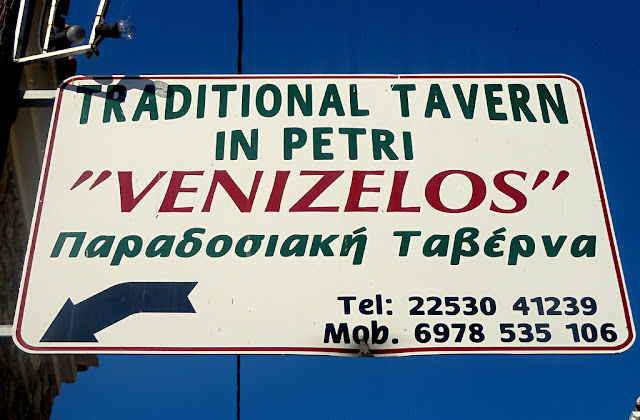 TRADITIONAL TAVERN
IN PETRI
"VENIZELOS"
Παραδοσιακή Ταβέρνα
Tel: 22530 41239
Mob. 6978 535 106